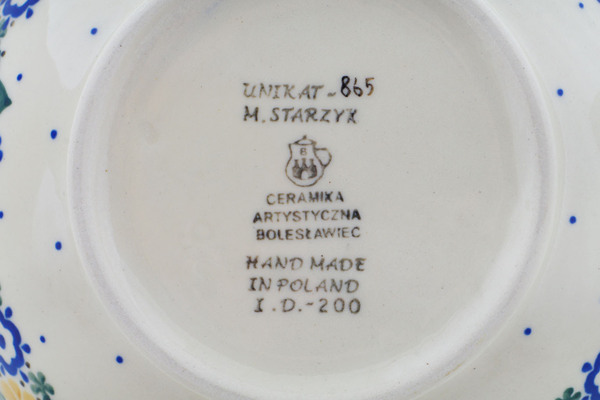 UNIKAT~865
M. STARZYK
B
CERAMIKA
ARTYSTYCZNA
BOLESŁAWIEC
HAND MADE
IN POLAND
I.D.-200